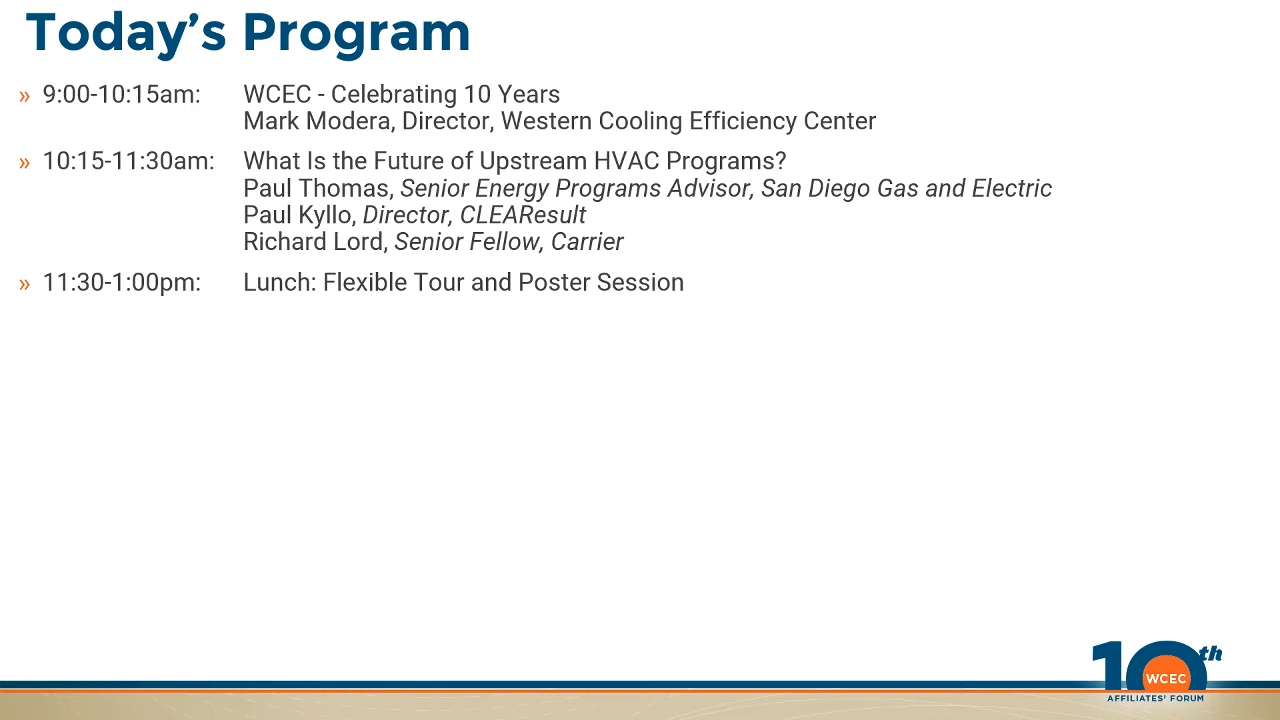 Today's Program
» 9:00-10:15am: WCEC - Celebrating 10 Years
Mark Modera, Director, Western Cooling Efficiency Center
» 10:15-11:30am: What Is the Future of Upstream HVAC Programs?
Paul Thomas, Senior Energy Programs Advisor, San Diego Gas and Electric
Paul Kyllo, Director, CLEAResult
Richard Lord, Senior Fellow, Carrier
» 11:30-1:00pm: Lunch: Flexible Tour and Poster Session
10th
WCEC
AFFILIATES' FORUM